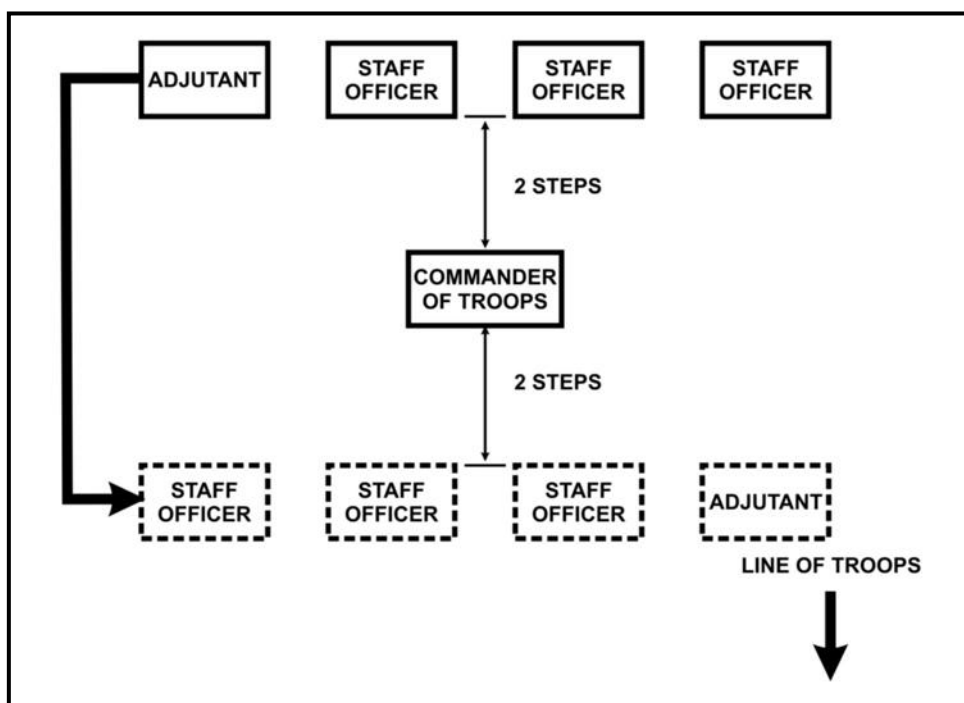 ADJUTANT
STAFF
OFFICER
STAFF
OFFICER
STAFF
OFFICER
2 STEPS
COMMANDER
OF TROOPS
2 STEPS
STAFF
OFFICER
STAFF
OFFICER
STAFF
OFFICER
ADJUTANT
LINE OF TROOPS